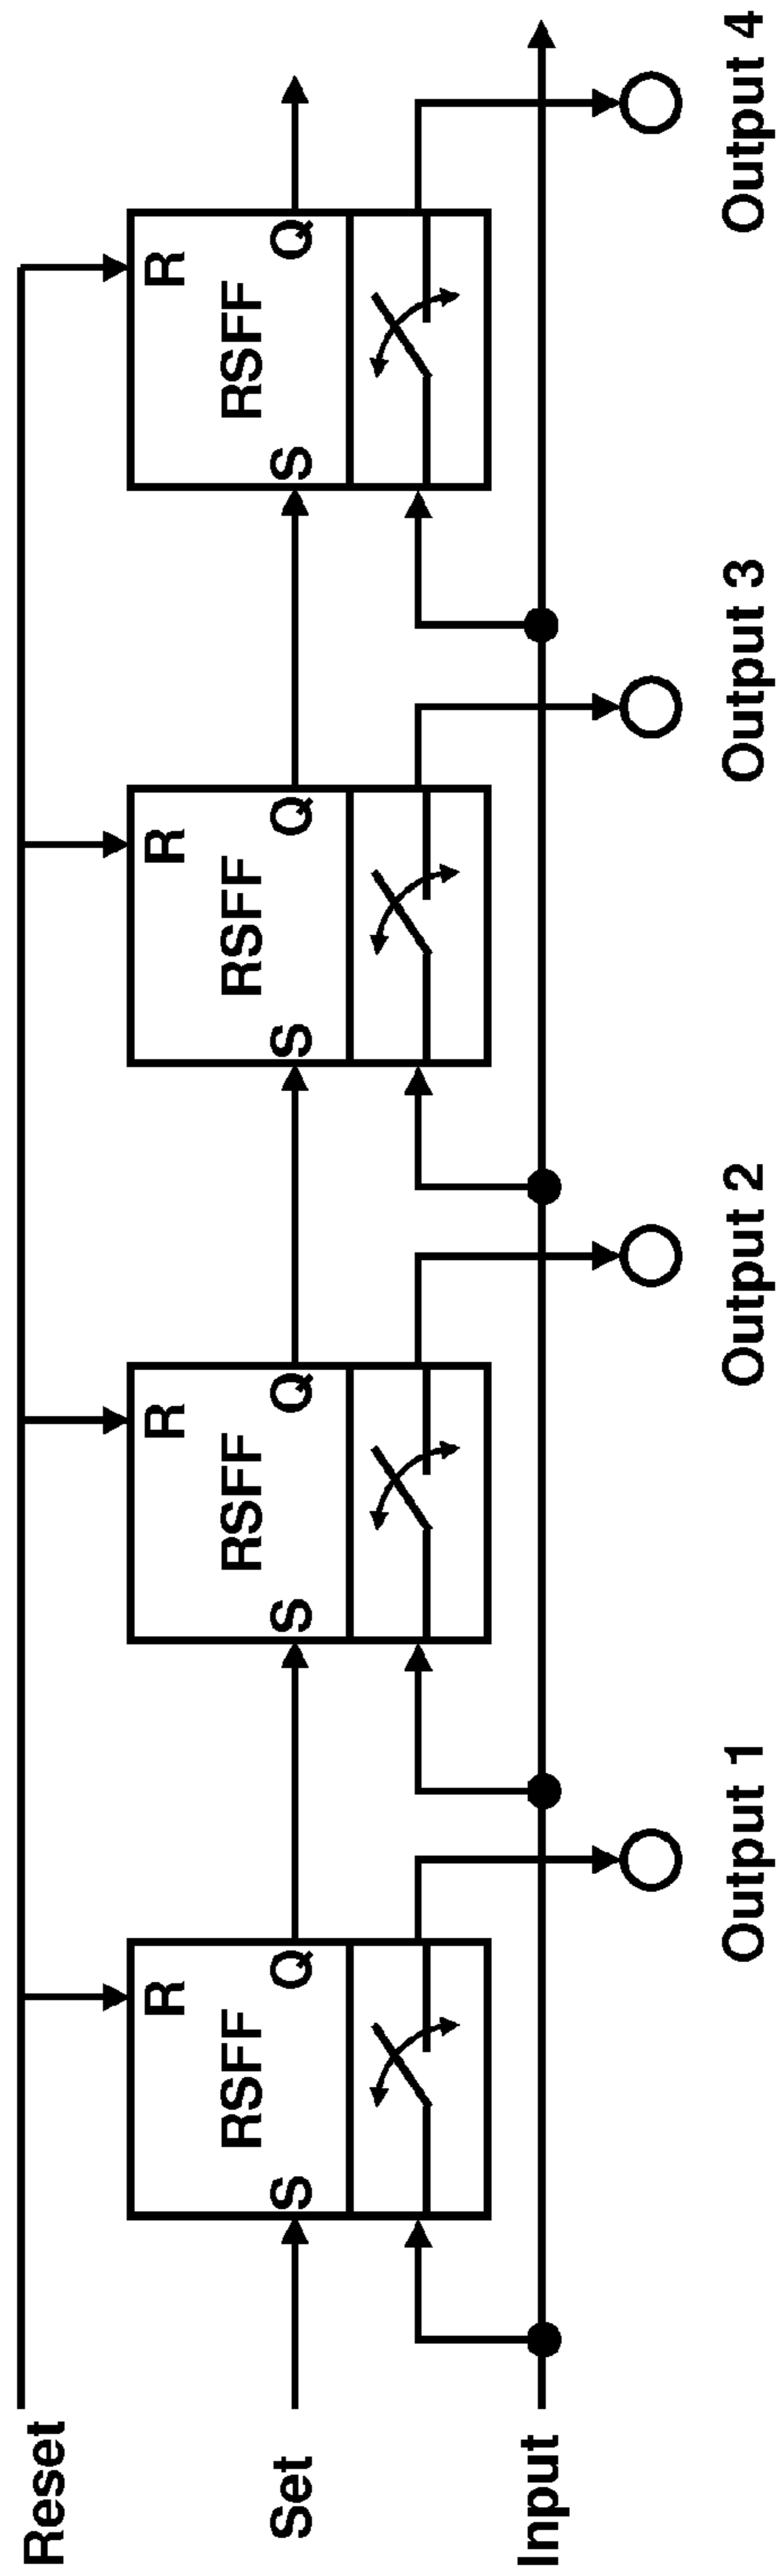 Reset
R
R
R
R
RSFF
RSFF
RSFF
RSFF
Set
S
Q
S
Q
S
Q
S
Q
Input
Output 1
Output 2
Output 3
Output 4